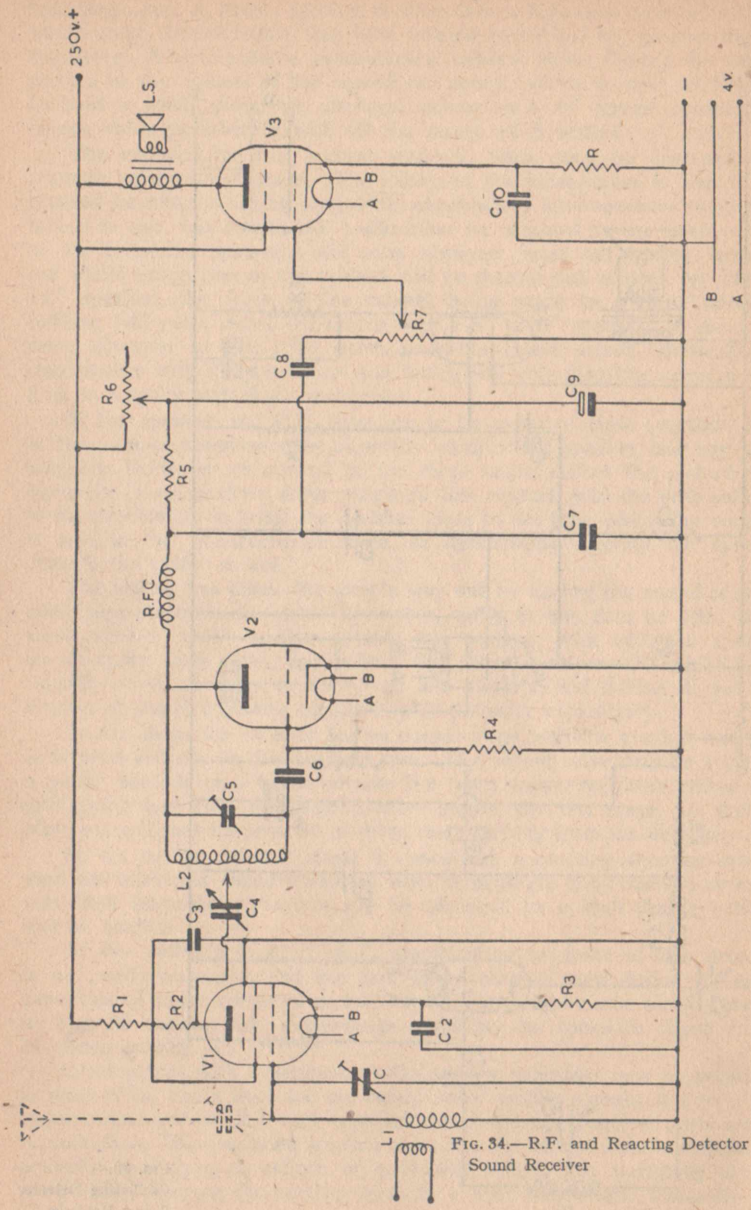 250v.+
L.S.
V3
A
B
C10
R
-
4v.
B
A
R7
C8
R6
C9
R5
C7
R.FC
V2
A
B
R4
C6
C5
L2
C3
C4
R1
R2
V1
A
B
C2
R3
C
L1
FIG. 34.—R.F. and Reacting Detector
Sound Receiver